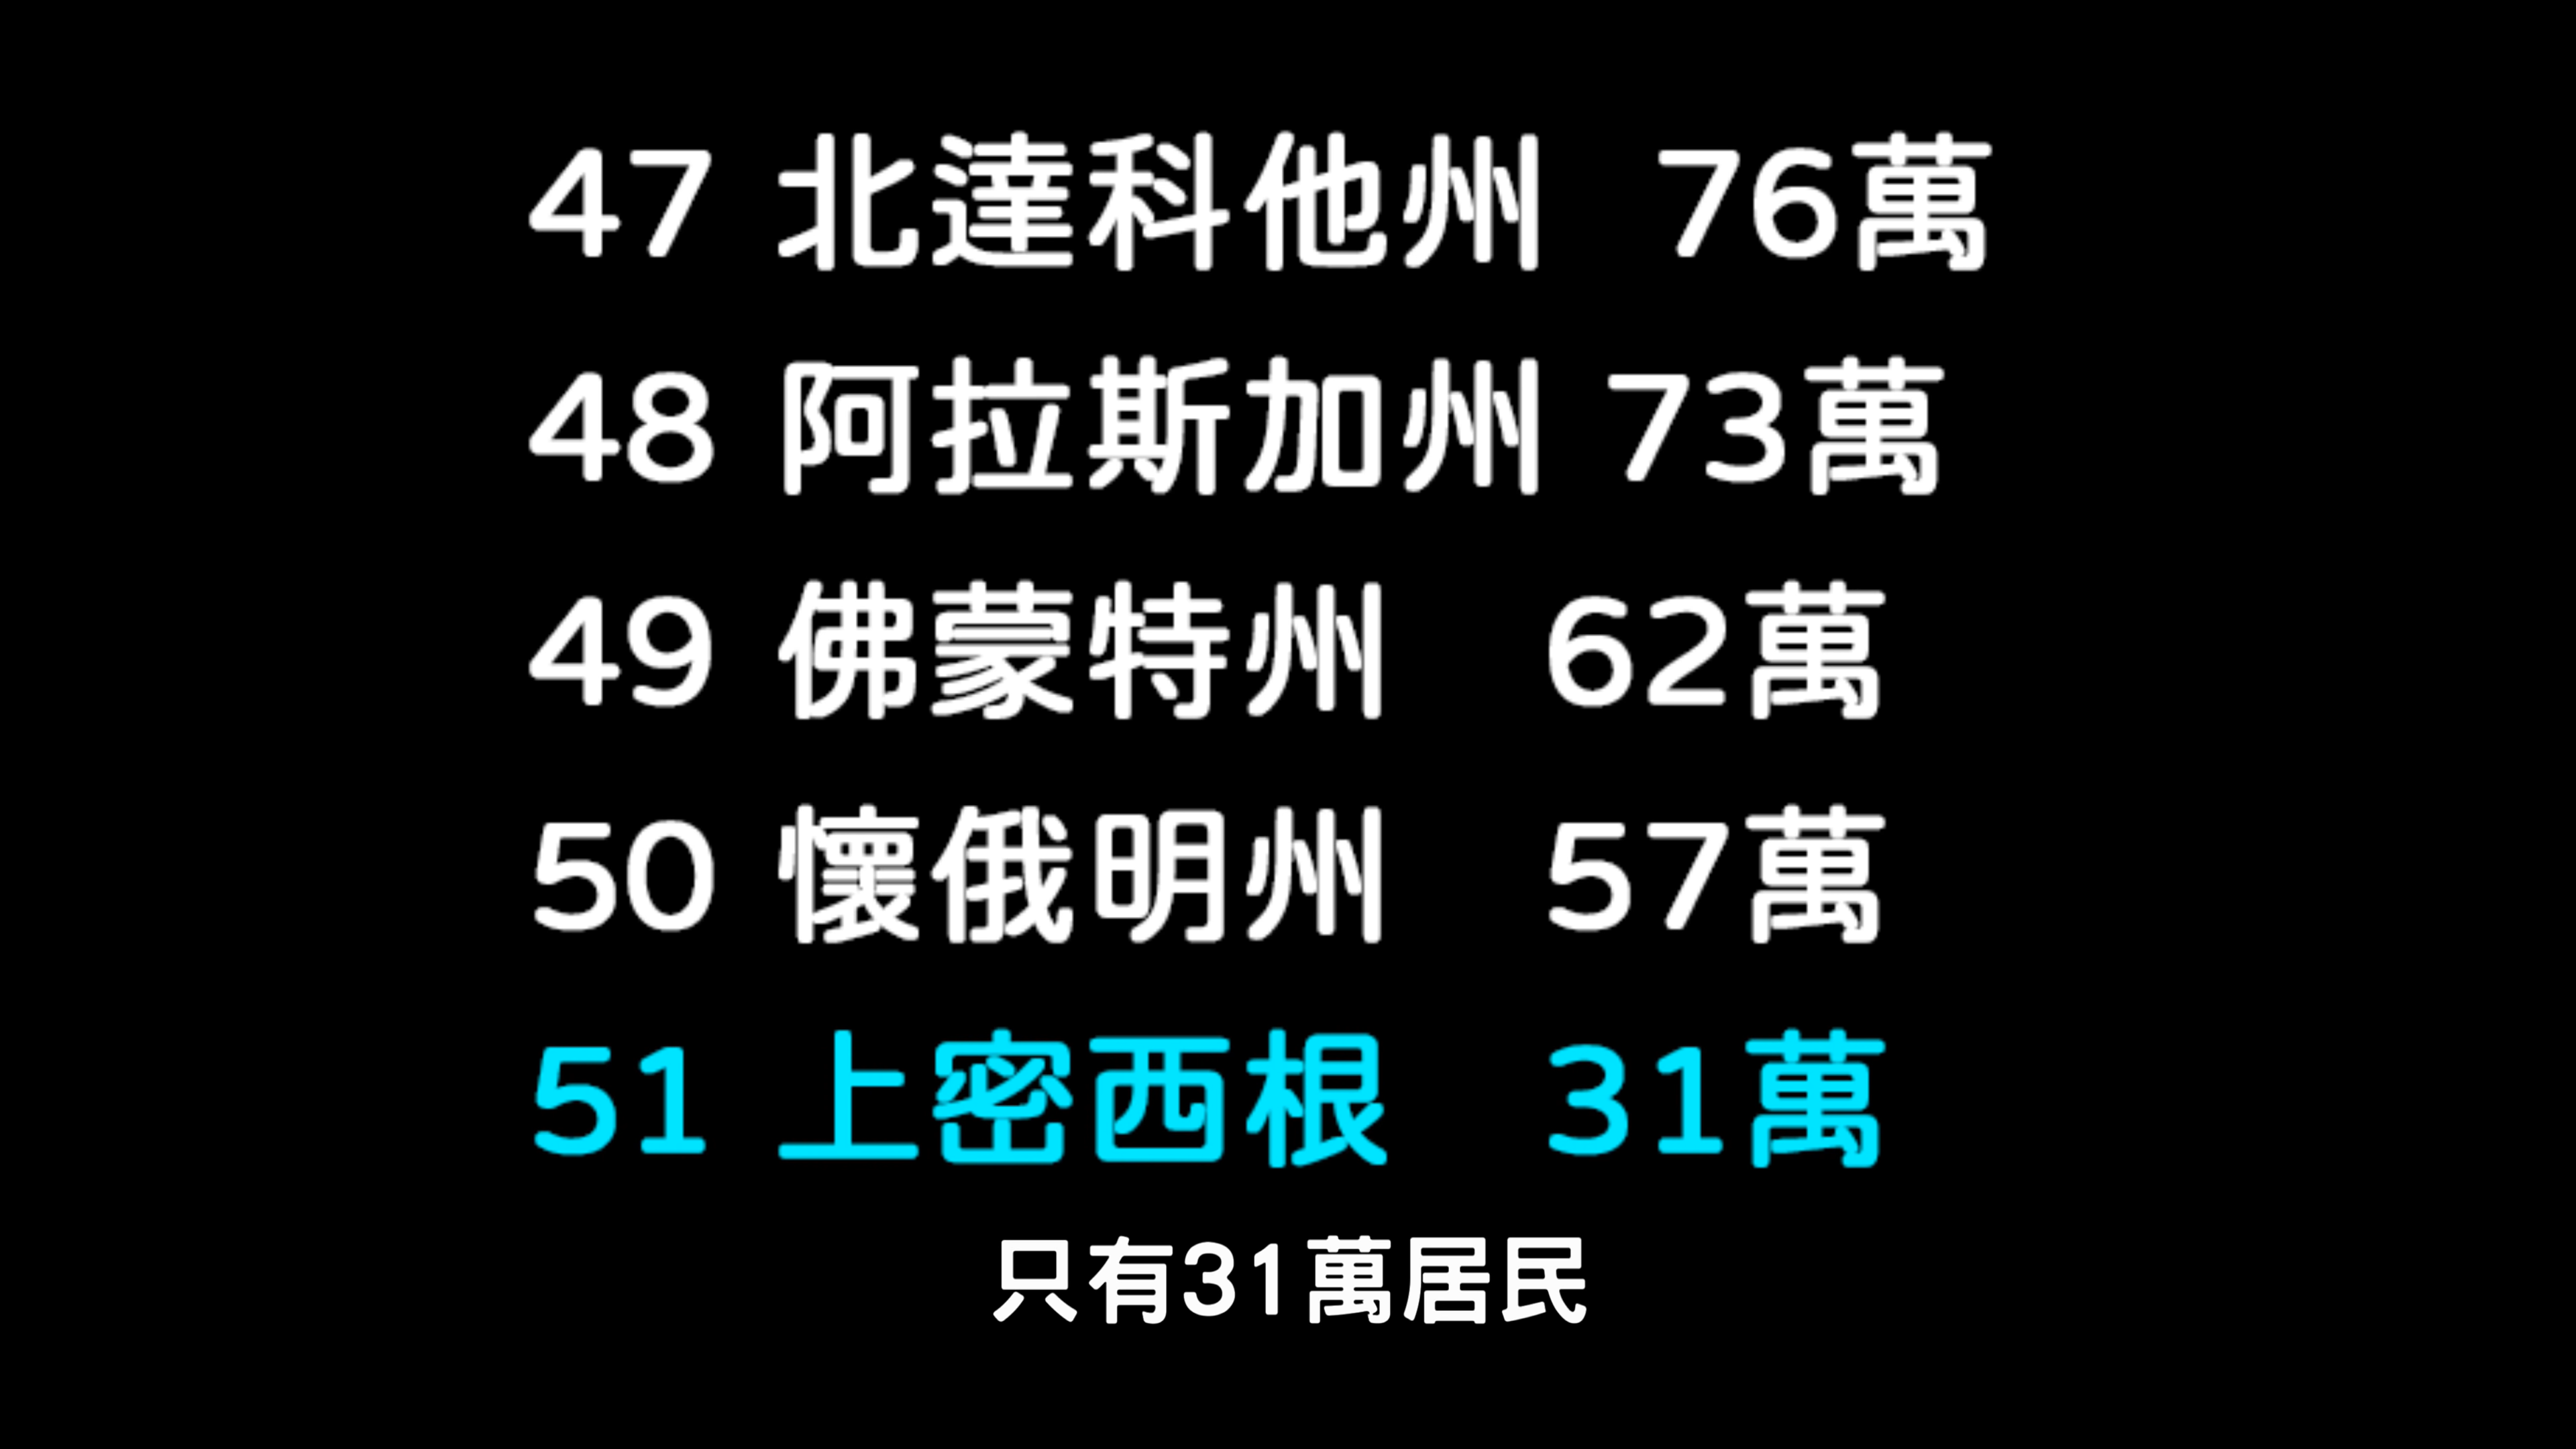 47 北達科他州 76萬
48 阿拉斯加州 73萬
49 佛蒙特州 62萬
50 懷俄明州 57萬
51 上密西根 31萬
只有31萬居民